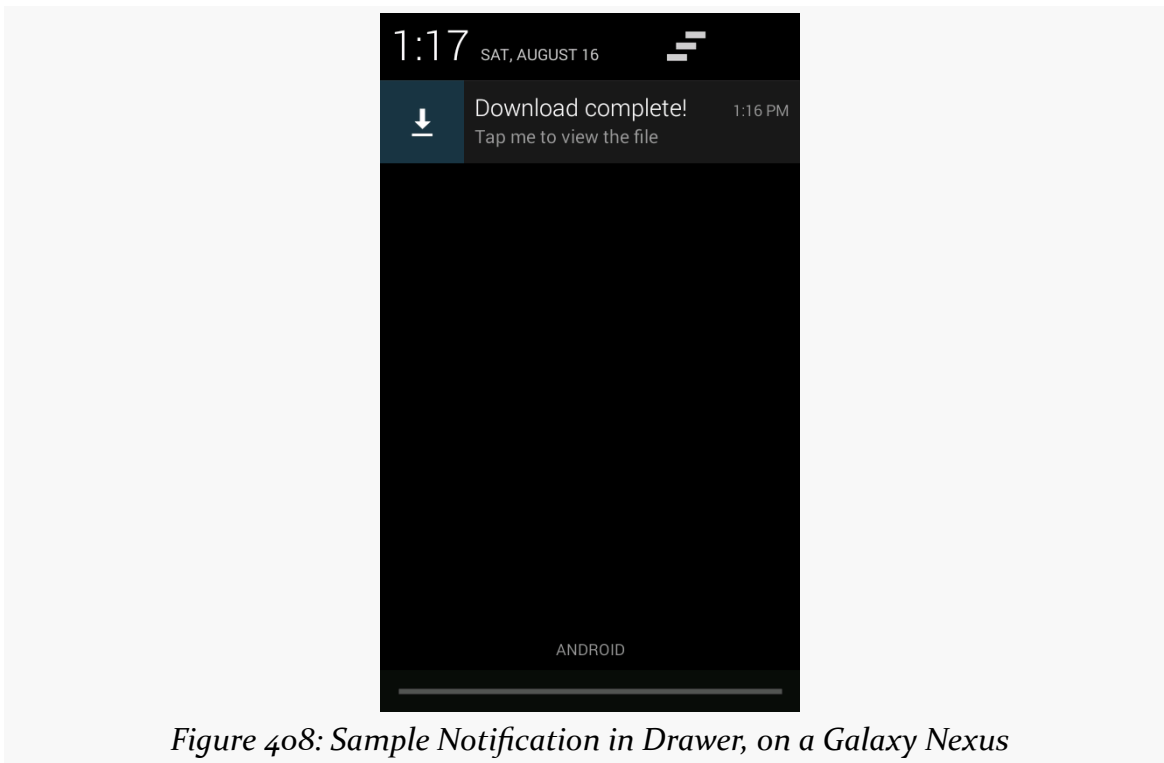 1:17 SAT, AUGUST 16
Download complete! 1:16 PM
Tap me to view the file
ANDROID
Figure 408: Sample Notification in Drawer, on a Galaxy Nexus